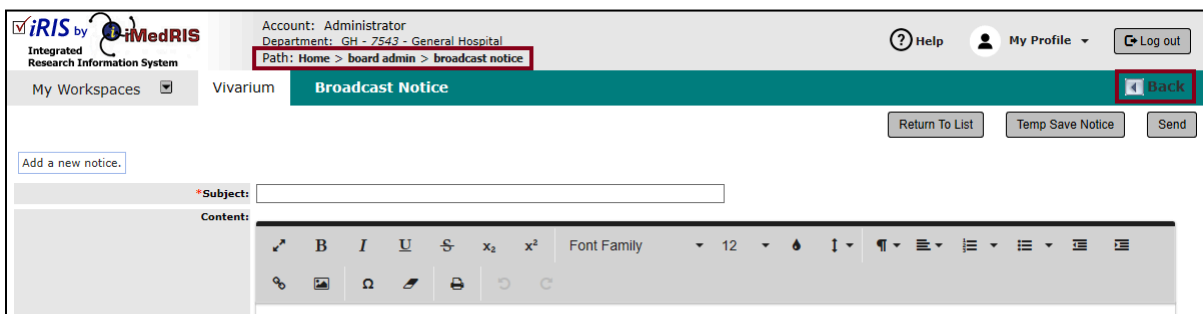 iRIS by iMedRIS
Integrated
Research Information System
Account: Administrator
Department: GH - 7543 - General Hospital
Path: Home > board admin > broadcast notice
Help
My Profile
Log out
My Workspaces
Vivarium
Broadcast Notice
Back
Return To List
Temp Save Notice
Send
Add a new notice.
*Subject:
Content:
B I U S x₂ x² Font Family 12 ¶
Ω